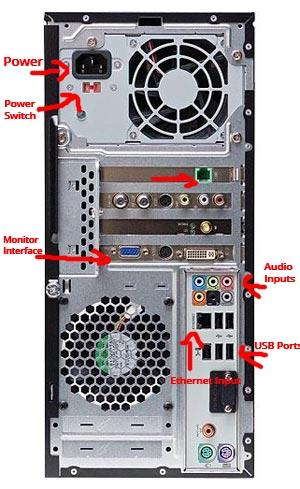 Power
Power
Switch
Monitor
Interface
Audio
Inputs
USB Ports
Ethernet Input